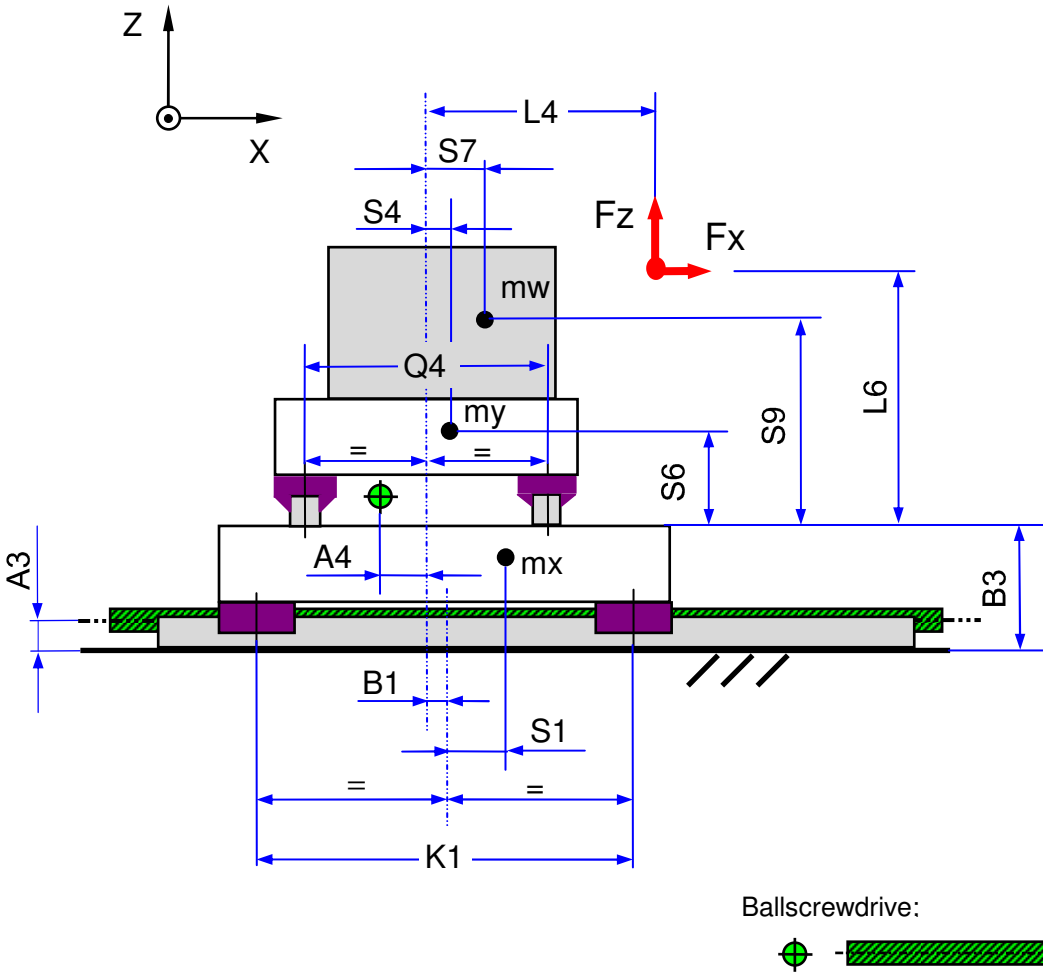 Z
X
L4
S7
S4
Fz
Fx
mw
Q4
L6
S9
my
=
=
S6
A4
mx
A3
B3
B1
S1
=
=
K1
Ballscrewdrive: